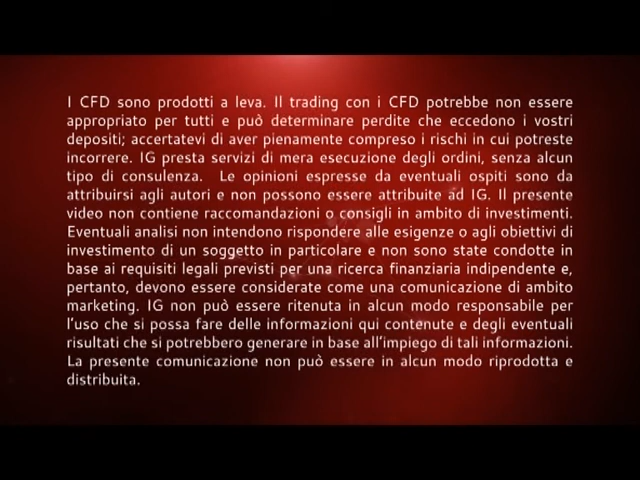 I CFD sono prodotti a leva. Il trading con i CFD potrebbe non essere
appropriato per tutti e può determinare perdite che eccedono i vostri
depositi; accertatevi di aver pienamente compreso i rischi in cui potreste
incorrere. IG presta servizi di mera esecuzione degli ordini, senza alcun
tipo di consulenza.  Le opinioni espresse da eventuali ospiti sono da
attribuirsi agli autori e non possono essere attribuite ad IG. Il presente
video non contiene raccomandazioni o consigli in ambito di investimenti.
Eventuali analisi non intendono rispondere alle esigenze o agli obiettivi di
investimento di un soggetto in particolare e non sono state condotte in
base ai requisiti legali previsti per una ricerca finanziaria indipendente e,
pertanto, devono essere considerate come una comunicazione di ambito
marketing. IG non può essere ritenuta in alcun modo responsabile per
l'uso che si possa fare delle informazioni qui contenute e degli eventuali
risultati che si potrebbero generare in base all'impiego di tali informazioni.
La presente comunicazione non può essere in alcun modo riprodotta e
distribuita.